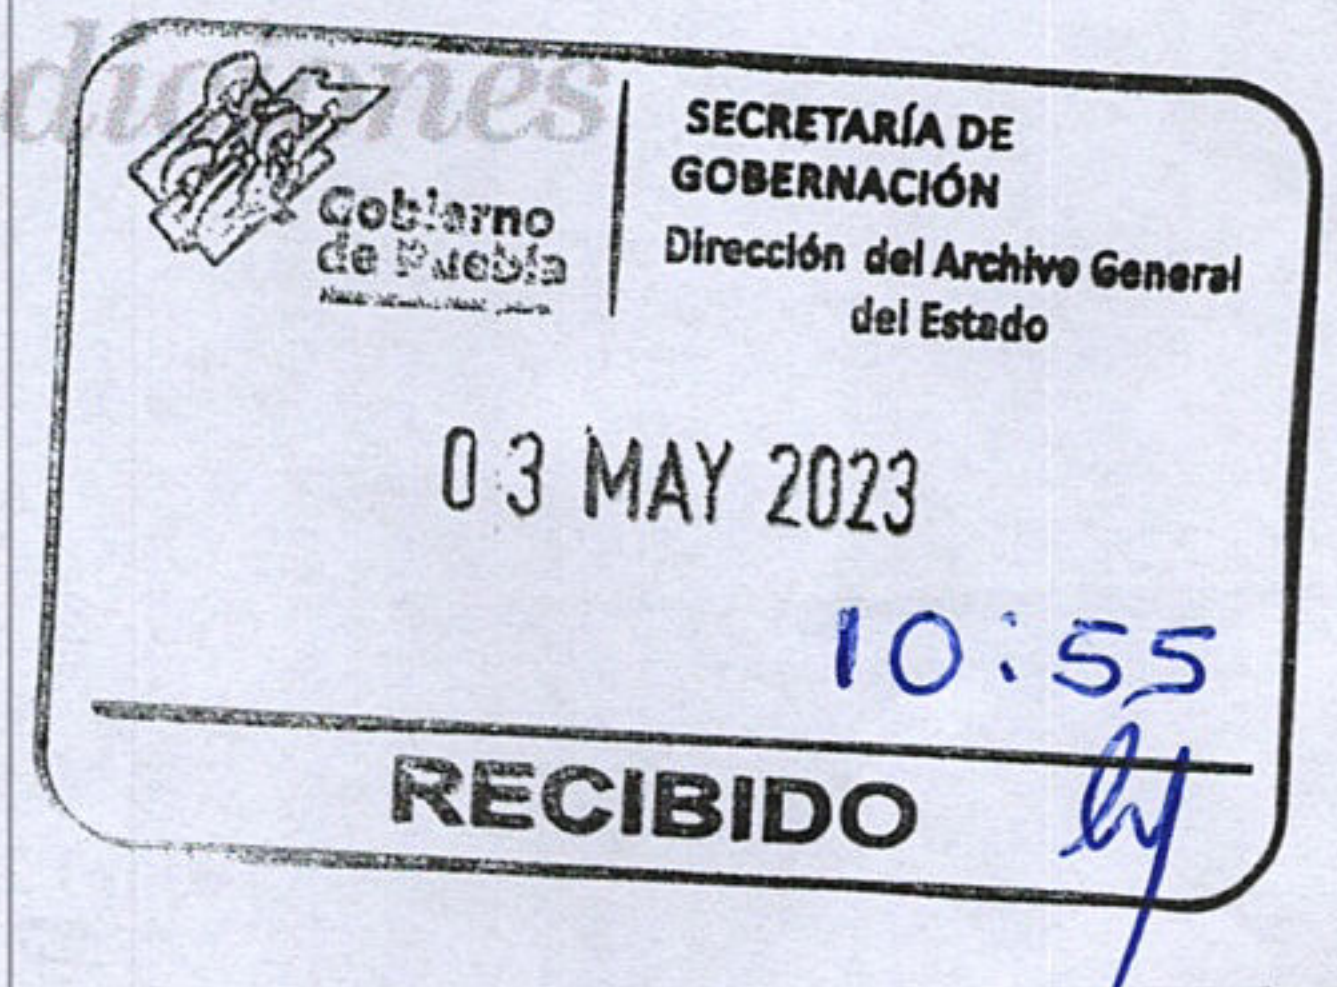 Gobierno
de Puebla
SECRETARÍA DE
GOBERNACIÓN
Dirección del Archivo General
del Estado
03 MAY 2023
10:55
RECIBIDO